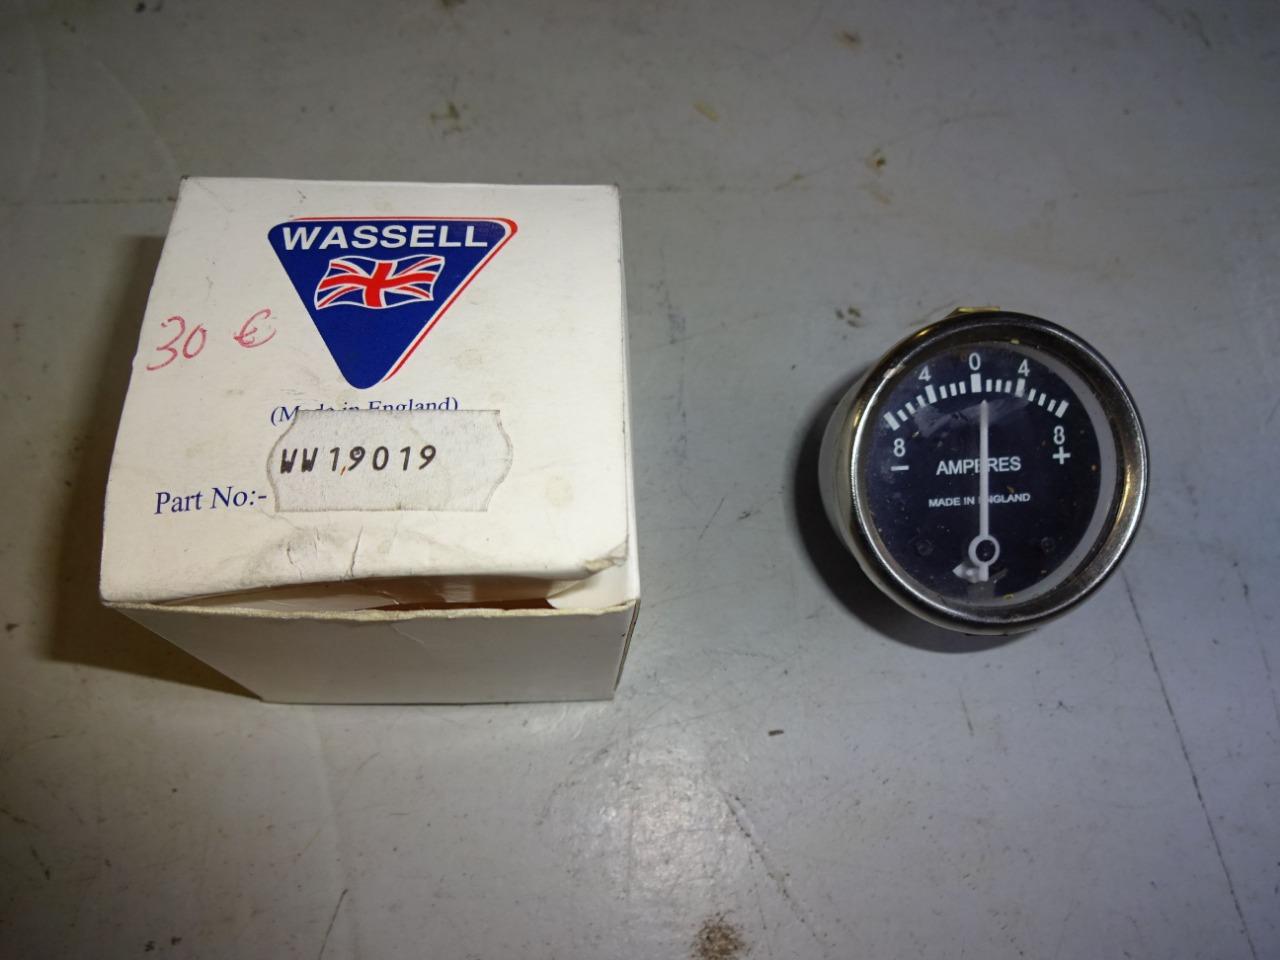 WASSELL
30 €
(Made in England)
WW19019
Part No:-
4 0 4
8 8
- +
AMPERES
MADE IN ENGLAND